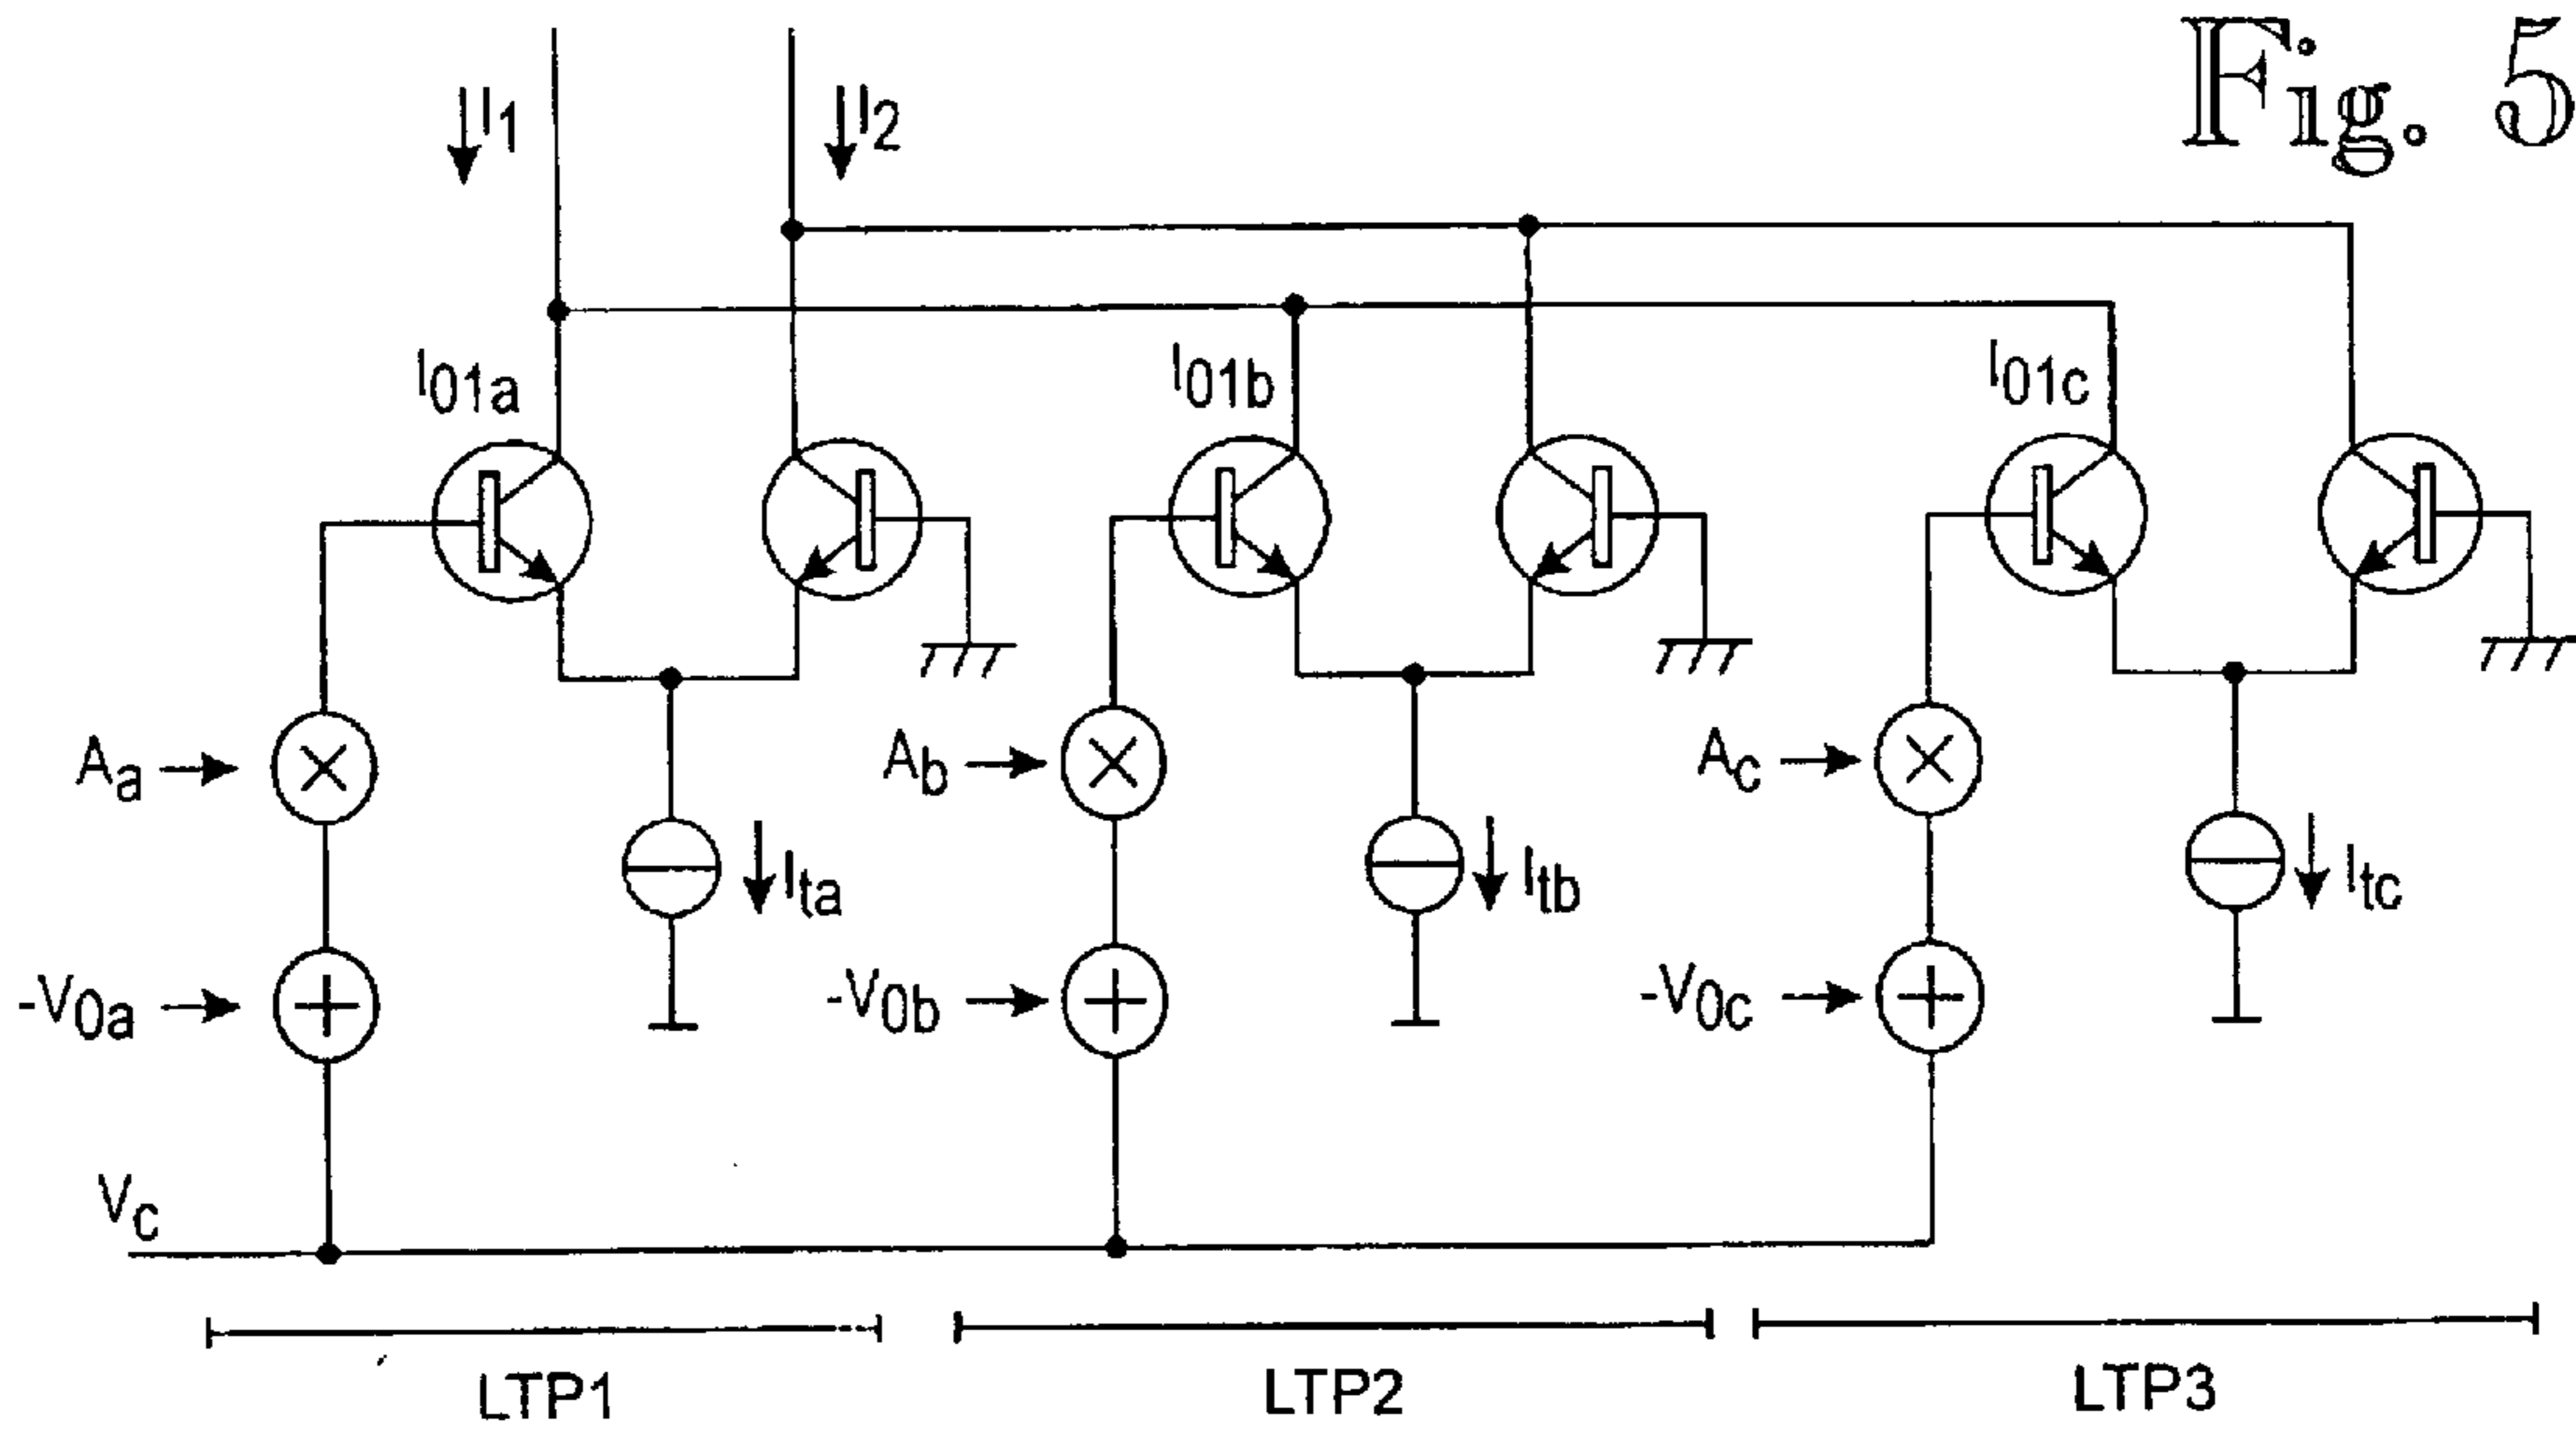 Fig. 5
I1
I2
I01a
I01b
I01c
Aa
Ab
Ac
Ita
Itb
Itc
-V0a
-V0b
-V0c
Vc
LTP1
LTP2
LTP3